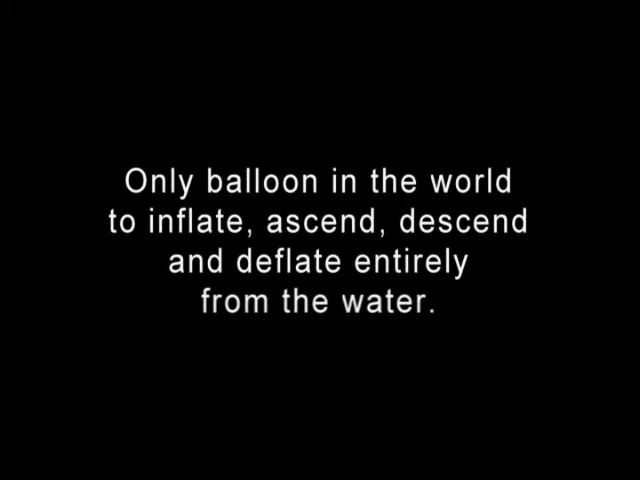 Only balloon in the world
to inflate, ascend, descend
and deflate entirely
from the water.